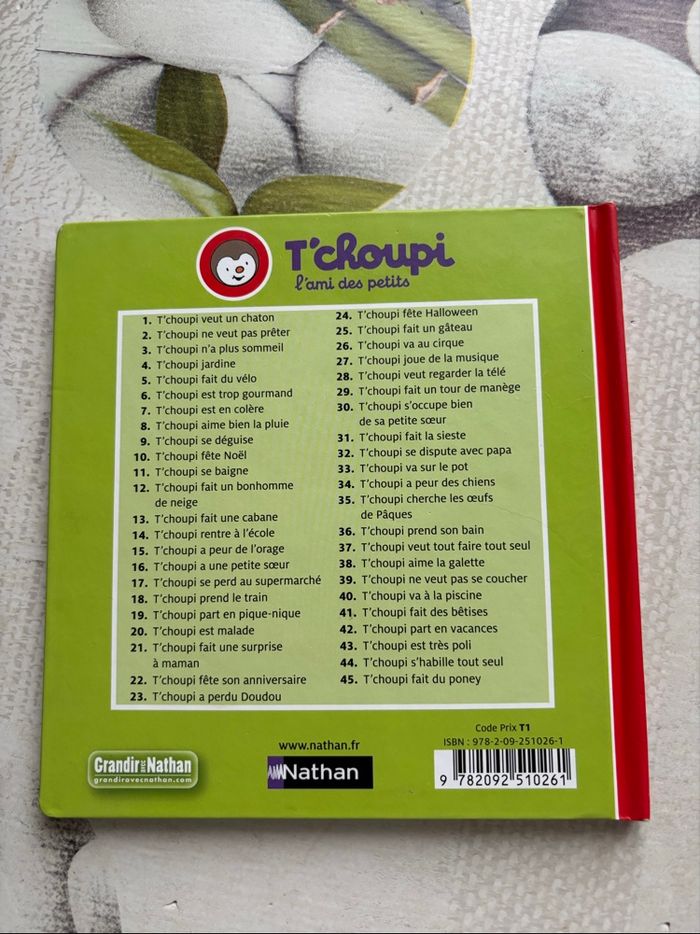 T'choupi
l'ami des petits
1. T'choupi veut un chaton
2. T'choupi ne veut pas prêter
3. T'choupi n'a plus sommeil
4. T'choupi jardine
5. T'choupi fait du vélo
6. T'choupi est trop gourmand
7. T'choupi est en colère
8. T'choupi aime bien la pluie
9. T'choupi se déguise
10. T'choupi fête Noël
11. T'choupi se baigne
12. T'choupi fait un bonhomme
de neige
13. T'choupi fait une cabane
14. T'choupi rentre à l'école
15. T'choupi a peur de l'orage
16. T'choupi a une petite sœur
17. T'choupi se perd au supermarché
18. T'choupi prend le train
19. T'choupi part en pique-nique
20. T'choupi est malade
21. T'choupi fait une surprise
à maman
22. T'choupi fête son anniversaire
23. T'choupi a perdu Doudou
24. T'choupi fête Halloween
25. T'choupi fait un gâteau
26. T'choupi va au cirque
27. T'choupi joue de la musique
28. T'choupi veut regarder la télé
29. T'choupi fait un tour de manège
30. T'choupi s'occupe bien
de sa petite sœur
31. T'choupi fait la sieste
32. T'choupi se dispute avec papa
33. T'choupi va sur le pot
34. T'choupi a peur des chiens
35. T'choupi cherche les œufs
de Pâques
36. T'choupi prend son bain
37. T'choupi veut tout faire tout seul
38. T'choupi aime la galette
39. T'choupi ne veut pas se coucher
40. T'choupi va à la piscine
41. T'choupi fait des bêtises
42. T'choupi part en vacances
43. T'choupi est très poli
44. T'choupi s'habille tout seul
45. T'choupi fait du poney
Grandir avec Nathan
grandiravecnathan.com
www.nathan.fr
Nathan
Code Prix T1
ISBN : 978-2-09-251026-1
9 782092 510261